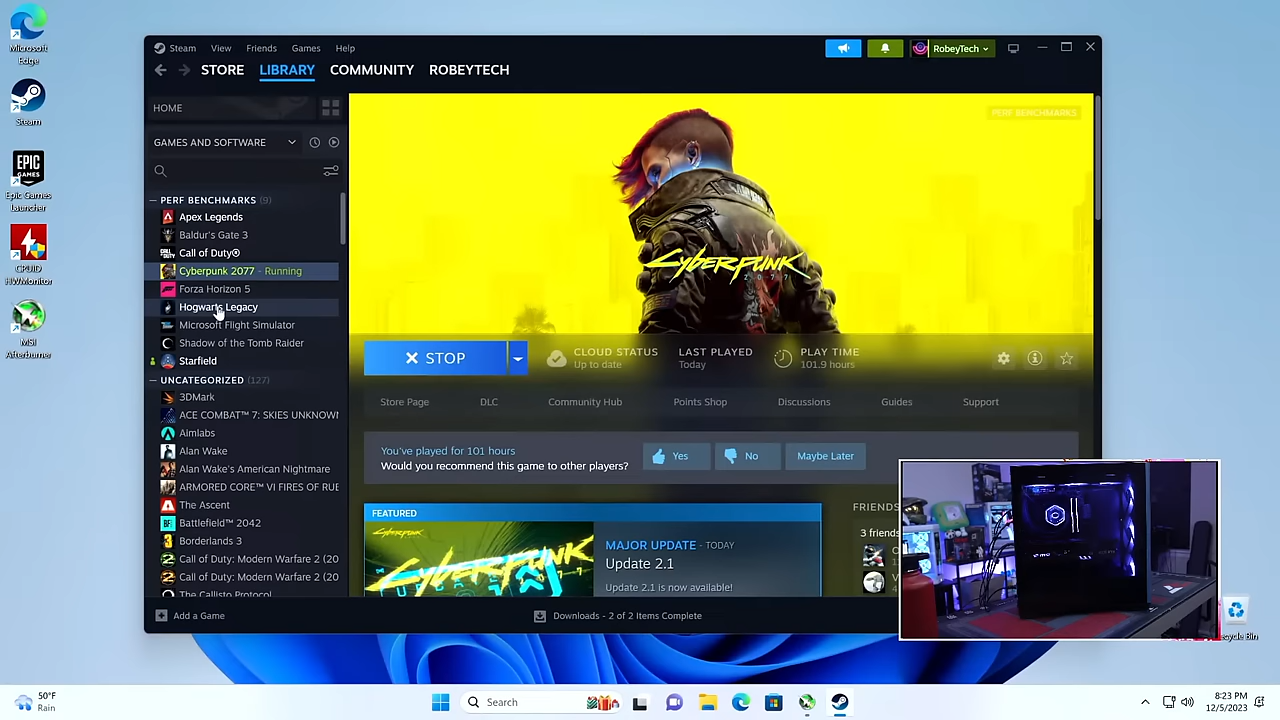 Microsoft
Edge
Steam
EPIC
GAMES
Epic Games
Launcher
CPUID
HWMonitor
MSI
Afterburner
Steam View Friends Games Help
RobeyTech
STORE LIBRARY COMMUNITY ROBEYTECH
HOME
GAMES AND SOFTWARE
PERF BENCHMARKS (9)
Apex Legends
Baldur's Gate 3
Call of Duty®
Cyberpunk 2077 - Running
Forza Horizon 5
Hogwarts Legacy
Microsoft Flight Simulator
Shadow of the Tomb Raider
Starfield
UNCATEGORIZED (127)
3DMark
ACE COMBAT™ 7: SKIES UNKNOWN
Aimlabs
Alan Wake
Alan Wake's American Nightmare
ARMORED CORE™ VI FIRES OF RUB
The Ascent
Battlefield™ 2042
Borderlands 3
Call of Duty: Modern Warfare 2 (20
Call of Duty: Modern Warfare 2 (20
The Callisto Protocol
Add a Game
PERF BENCHMARKS
CYBERPUNK
2077
STOP
CLOUD STATUS
Up to date
LAST PLAYED
Today
PLAY TIME
101.9 hours
Store Page DLC Community Hub Points Shop Discussions Guides Support
You've played for 101 hours
Would you recommend this game to other players?
Yes No Maybe Later
FEATURED
CYBERPUNK
MAJOR UPDATE - TODAY
Update 2.1
Update 2.1 is now available!
FRIENDS
3 friends
Downloads - 2 of 2 Items Complete
Bin
50°F
Rain
Search
8:23 PM
12/5/2023